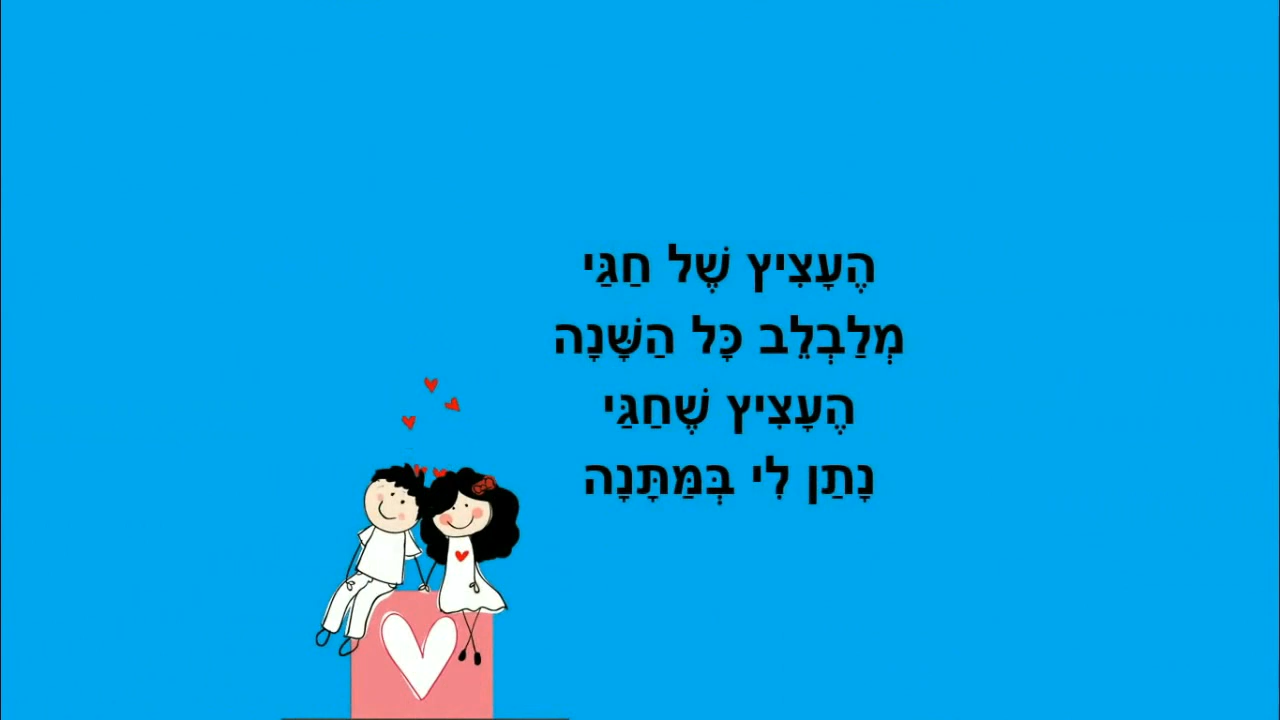 הֶעָצִיץ שֶׁל חַגַּי
מְלַבְלֵב כָּל הַשָּׁנָה
הֶעָצִיץ שֶׁחַגַּי
נָתַן לִי בְּמַתָּנָה